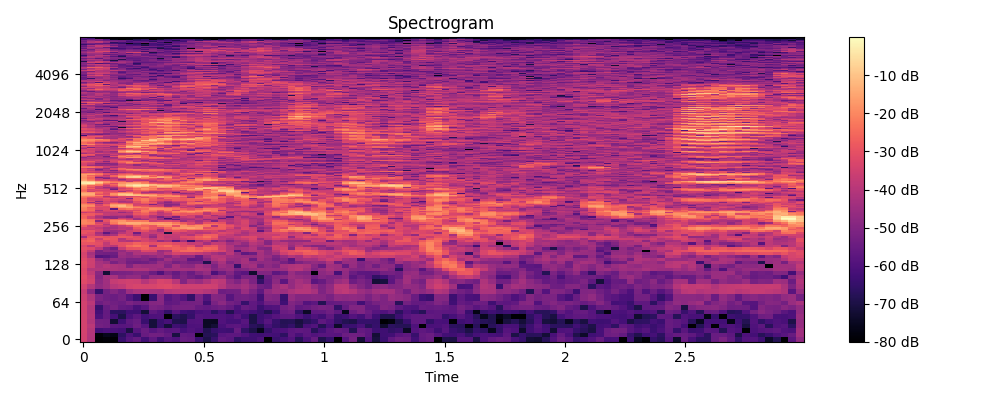 Spectrogram
Hz
4096
2048
1024
512
256
128
64
0
0
0.5
1
1.5
2
2.5
Time
-10 dB
-20 dB
-30 dB
-40 dB
-50 dB
-60 dB
-70 dB
-80 dB